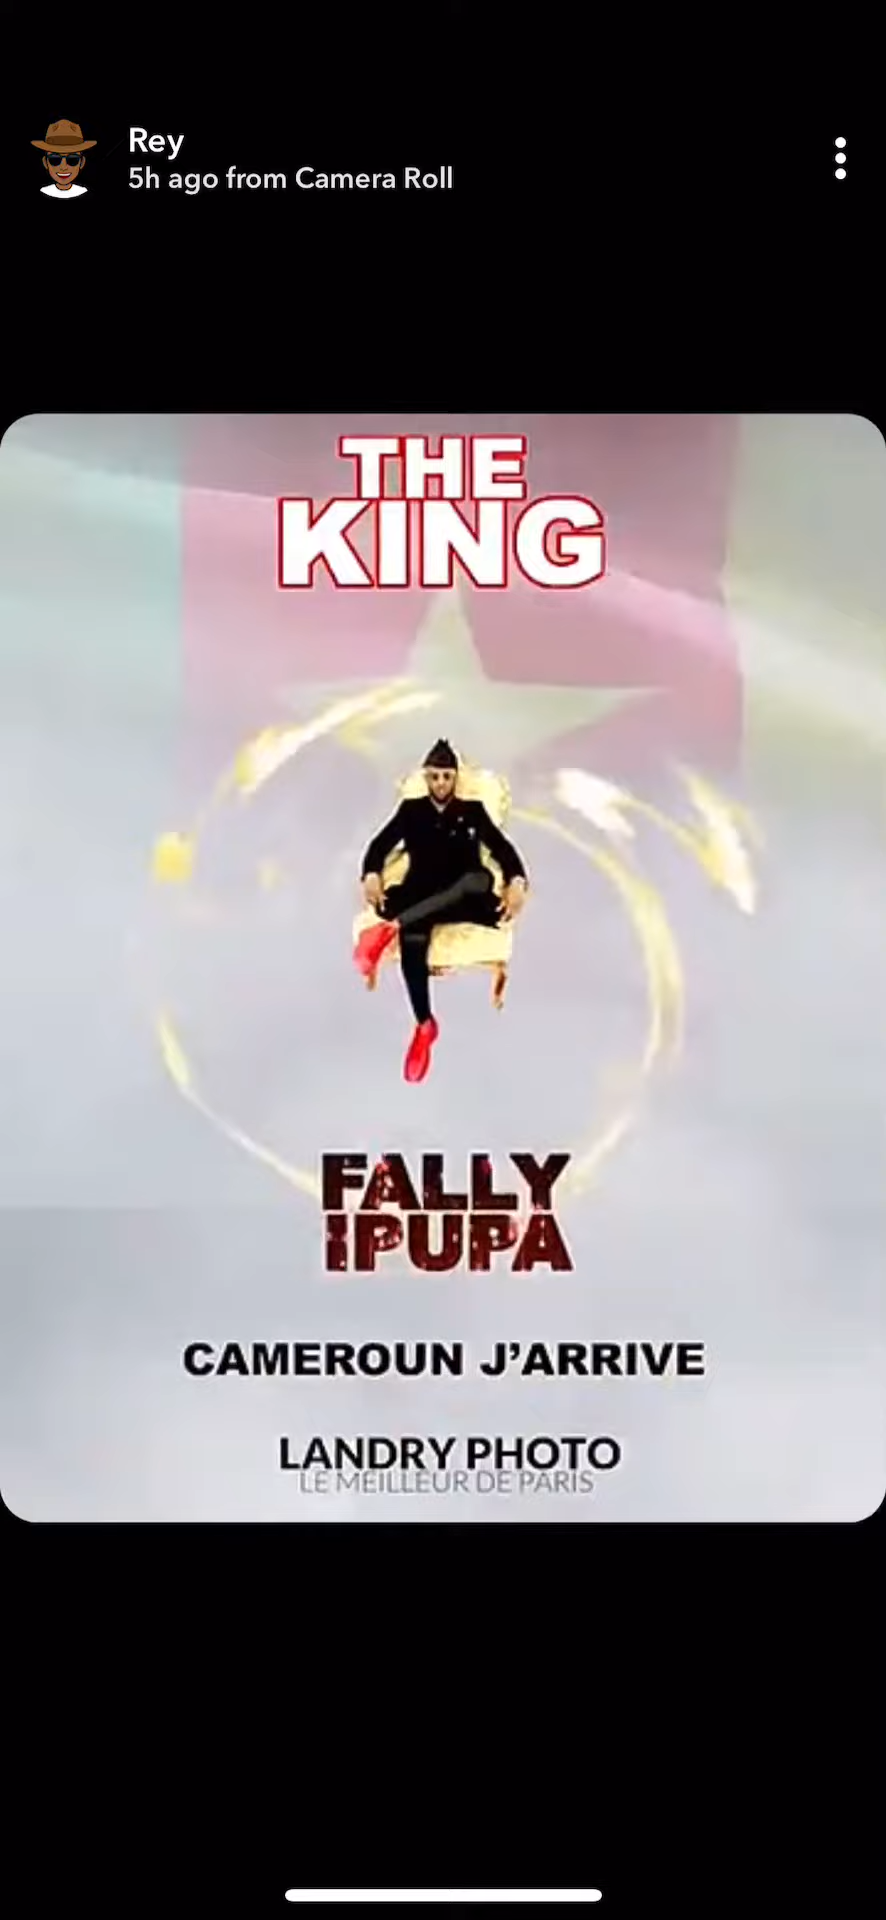 Rey
5h ago from Camera Roll
THE
KING
FALLY
IPUPA
CAMEROUN J'ARRIVE
LANDRY PHOTO
LE MEILLEUR DE PARIS